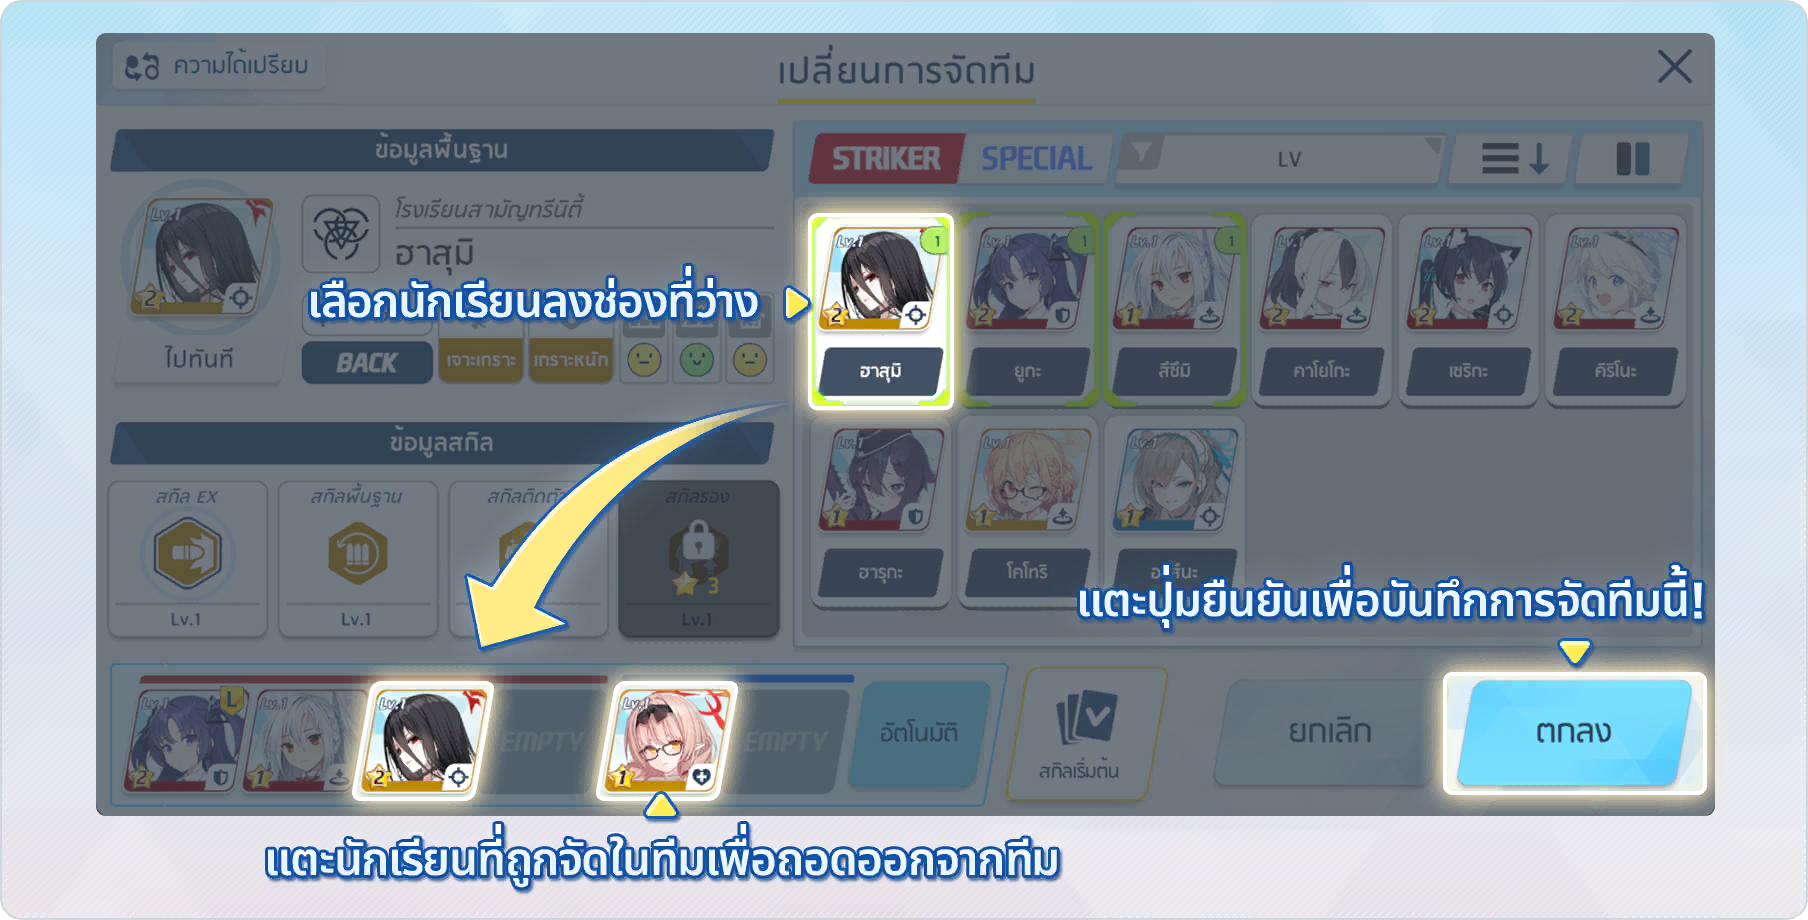 ความได้เปรียบ
เปลี่ยนการจัดทีม
ข้อมูลพื้นฐาน
STRIKER
SPECIAL
LV
Lv.1
2
โรงเรียนสามัญทรีนิตี้
ฮาสุมิ
ไปทันที
BACK
เจาะเกราะ
เกราะหนัก
เลือกนักเรียนลงช่องที่ว่าง
Lv.1 1 2 ฮาสุมิ
Lv.1 1 2 ยูกะ
Lv.1 1 1 สึซึมิ
Lv.1 2 คาโยโกะ
Lv.1 2 เซริกะ
Lv.1 2 คิริโนะ
Lv.1 1 ฮารุกะ
Lv.1 1 โคโทริ
Lv.1 1
ข้อมูลสกิล
สกิล EX
Lv.1
สกิลพื้นฐาน
Lv.1
สกิลติดตัว
สกิลรอง
3
Lv.1
แตะปุ่มยืนยันเพื่อบันทึกการจัดทีมนี้!
Lv.1 L 2
Lv.1 1
Lv.1 2
EMPTY
Lv.1 1
EMPTY
อัตโนมัติ
สกิลเริ่มต้น
ยกเลิก
ตกลง
แตะนักเรียนที่ถูกจัดในทีมเพื่อถอดออกจากทีม